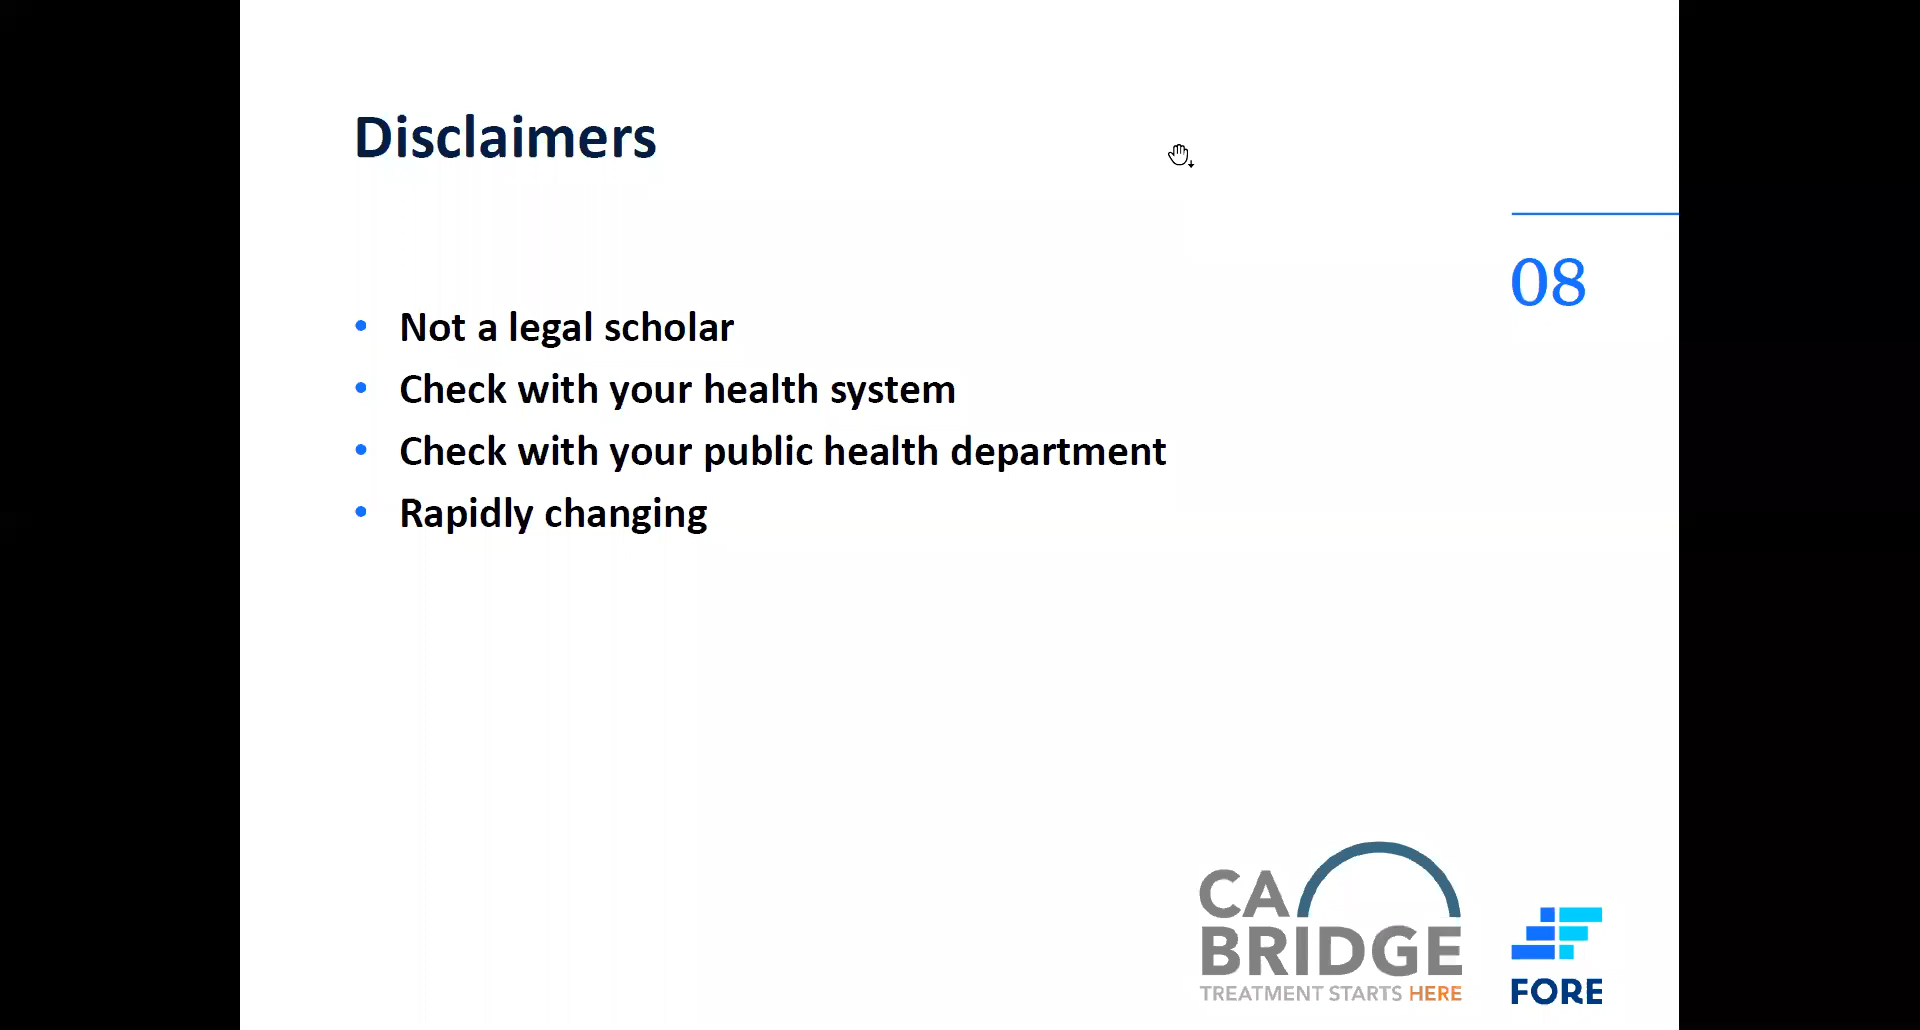 Disclaimers
08
• Not a legal scholar
• Check with your health system
• Check with your public health department
• Rapidly changing
CA
BRIDGE
TREATMENT STARTS HERE
FORE